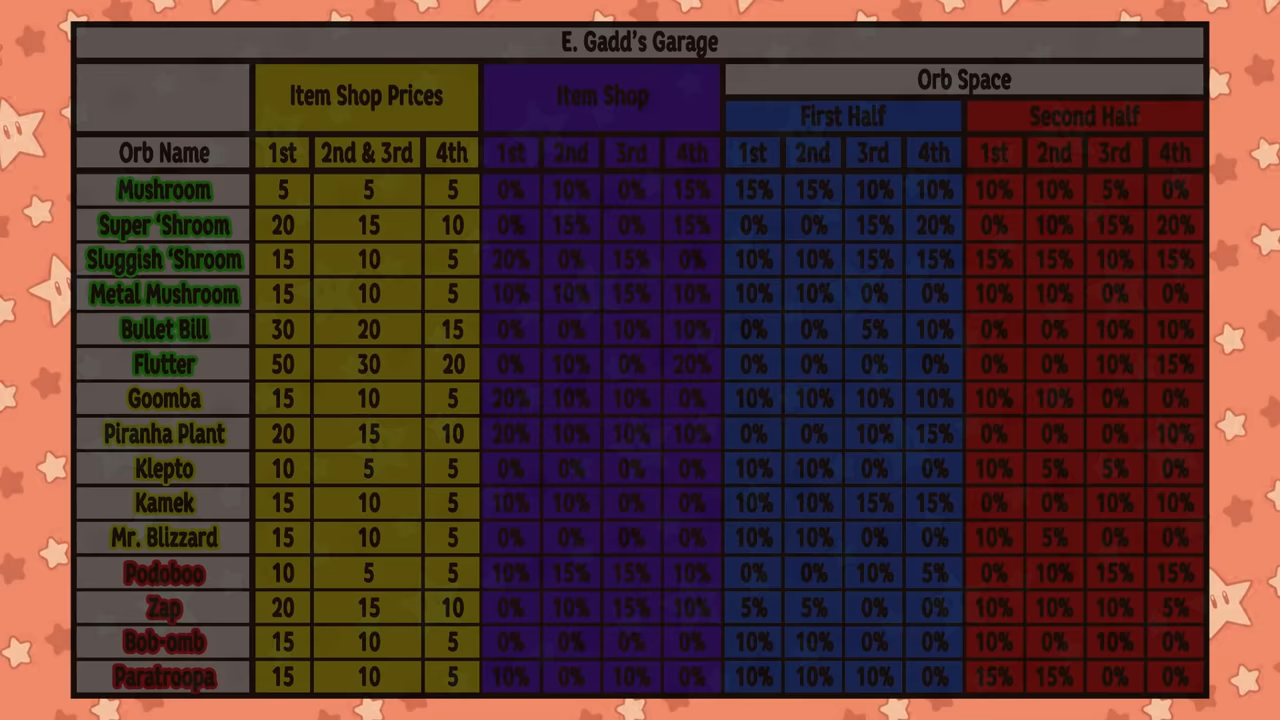 E. Gadd's Garage
Item Shop Prices Item Shop Orb Space
First Half Second Half
Orb Name 1st 2nd & 3rd 4th 1st 2nd 3rd 4th 1st 2nd 3rd 4th 1st 2nd 3rd 4th
Mushroom 5 5 5 0% 10% 0% 15% 15% 15% 10% 10% 10% 10% 5% 0%
Super ‘Shroom 20 15 10 0% 15% 0% 15% 0% 0% 15% 20% 0% 10% 15% 20%
Sluggish ‘Shroom 15 10 5 20% 0% 15% 0% 10% 10% 15% 15% 15% 15% 10% 15%
Metal Mushroom 15 10 5 10% 10% 15% 10% 10% 10% 0% 0% 10% 10% 0% 0%
Bullet Bill 30 20 15 0% 0% 10% 10% 0% 0% 5% 10% 0% 0% 10% 10%
Flutter 50 30 20 0% 10% 0% 20% 0% 0% 0% 0% 0% 0% 10% 15%
Goomba 15 10 5 20% 10% 10% 0% 10% 10% 10% 10% 10% 10% 0% 0%
Piranha Plant 20 15 10 20% 10% 10% 10% 0% 0% 10% 15% 0% 0% 0% 10%
Klepto 10 5 5 0% 0% 0% 0% 10% 10% 0% 0% 10% 5% 5% 0%
Kamek 15 10 5 10% 10% 0% 0% 10% 10% 15% 15% 0% 0% 10% 10%
Mr. Blizzard 15 10 5 0% 0% 0% 0% 10% 10% 0% 0% 10% 5% 0% 0%
Podoboo 10 5 5 10% 15% 15% 10% 0% 0% 10% 5% 0% 10% 15% 15%
Zap 20 15 10 0% 10% 15% 10% 5% 5% 0% 0% 10% 10% 10% 5%
Bob-omb 15 10 5 0% 0% 0% 0% 10% 10% 0% 0% 10% 0% 10% 0%
Paratroopa 15 10 5 10% 0% 10% 0% 10% 10% 10% 0% 15% 15% 0% 0%